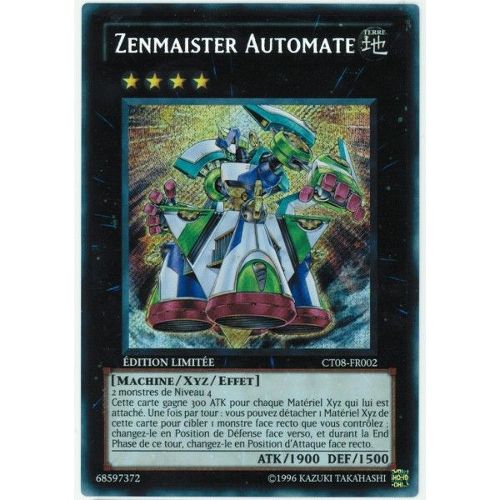 ZENMAISTER AUTOMATE
TERRE
地
ÉDITION LIMITÉE
CT08-FR002
[MACHINE/XYZ/EFFET]
2 monstres de Niveau 4
Cette carte gagne 300 ATK pour chaque Matériel Xyz qui lui est
attaché. Une fois par tour : vous pouvez détacher 1 Matériel Xyz de
cette carte pour cibler 1 monstre face recto que vous contrôlez ;
changez-le en Position de Défense face verso, et durant la End
Phase de ce tour, changez-le en Position d'Attaque face recto.
ATK/1900 DEF/1500
68597372
©1996 KAZUKI TAKAHASHI